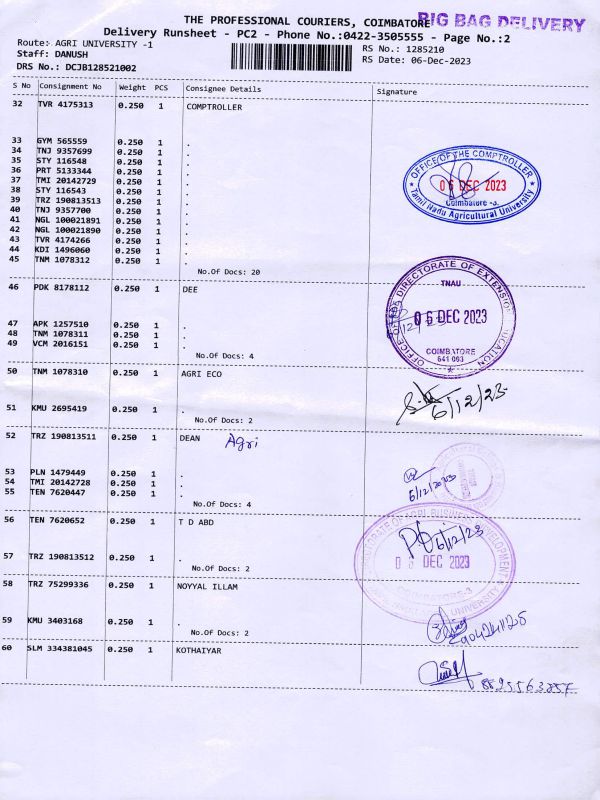 THE PROFESSIONAL COURIERS, COIMBATORE BIG BAG DELIVERY
Delivery Runsheet - PC2 - Phone No.:0422-3505555 - Page No.:2
Route: AGRI UNIVERSITY -1 RS No.: 1285210
Staff: DANUSH RS Date: 06-Dec-2023
DRS No.: DCJB128521002
S No Consignment No Weight PCS Consignee Details Signature
32 TVR 4175313 0.250 1 COMPTROLLER
33 GYM 565559 0.250 1 .
34 TNJ 9357699 0.250 1 .
35 STY 116548 0.250 1 .
36 PRT 5133344 0.250 1 .
37 TMI 20142729 0.250 1 .
38 STY 116543 0.250 1 .
39 TRZ 190813513 0.250 1 .
40 TNJ 9357700 0.250 1 .
41 NGL 100021891 0.250 1 .
42 NGL 100021890 0.250 1 .
43 TVR 4174266 0.250 1 .
44 KDI 1496060 0.250 1 .
45 TNM 1078312 0.250 1 .
No.Of Docs: 20
OFFICE OF THE COMPTROLLER
06 DEC 2023
Coimbatore -3.
Tamil Nadu Agricultural University
46 PDK 8178112 0.250 1 DEE
47 APK 1257510 0.250 1 .
48 TNM 1078311 0.250 1 .
49 VCM 2016151 0.250 1 .
No.Of Docs: 4
DIRECTORATE OF EXTENSION
TNAU
06 DEC 2023
COIMBATORE
641 003
50 TNM 1078310 0.250 1 AGRI ECO
6/12/23
51 KMU 2695419 0.250 1 .
No.Of Docs: 2
52 TRZ 190813511 0.250 1 DEAN Agri
53 PLN 1479449 0.250 1 .
54 TMI 20142728 0.250 1 .
55 TEN 7620447 0.250 1 .
No.Of Docs: 4
6/12/2023
56 TEN 7620652 0.250 1 T D ABD
57 TRZ 190813512 0.250 1 .
No.Of Docs: 2
DIRECTORATE OF AGRI-BUSINESS DEVELOPMENT
6/12/23
06 DEC 2023
COIMBATORE-3
58 TRZ 75299336 0.250 1 NOYYAL ILLAM
59 KMU 3403168 0.250 1 .
No.Of Docs: 2
60 SLM 334381045 0.250 1 KOTHAIYAR